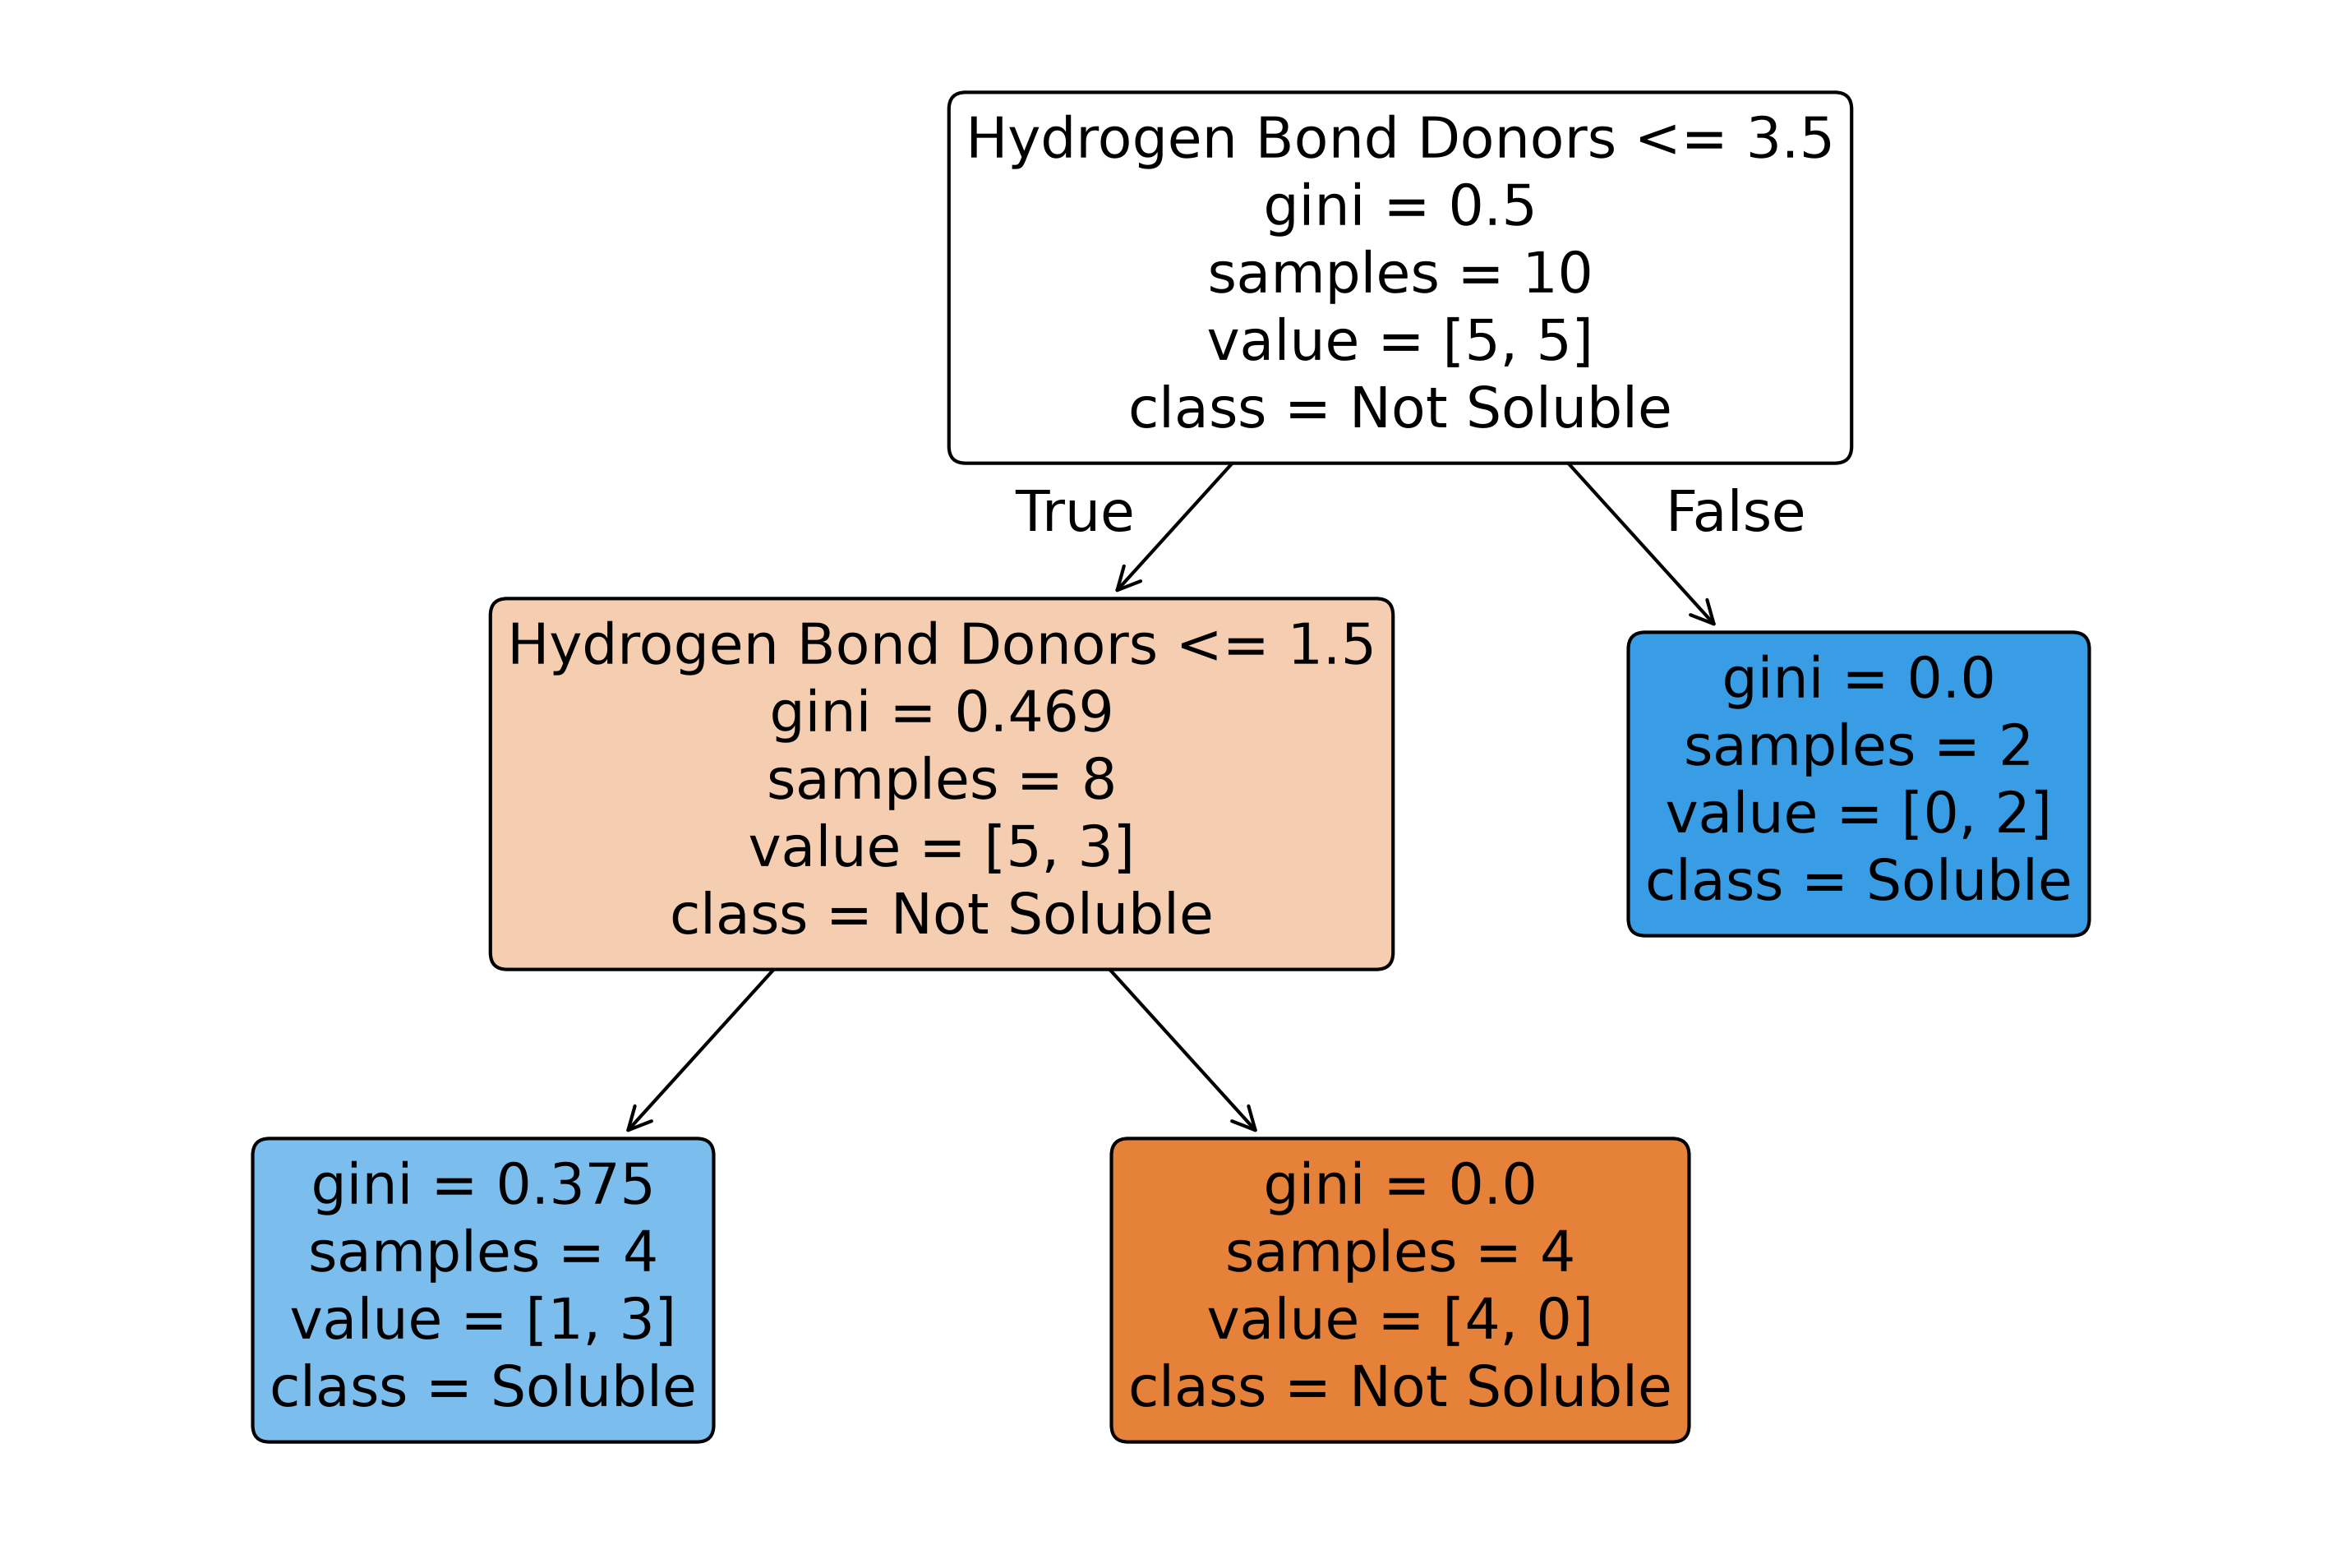 Hydrogen Bond Donors <= 3.5
gini = 0.5
samples = 10
value = [5, 5]
class = Not Soluble
True
False
Hydrogen Bond Donors <= 1.5
gini = 0.469
samples = 8
value = [5, 3]
class = Not Soluble
gini = 0.0
samples = 2
value = [0, 2]
class = Soluble
gini = 0.375
samples = 4
value = [1, 3]
class = Soluble
gini = 0.0
samples = 4
value = [4, 0]
class = Not Soluble